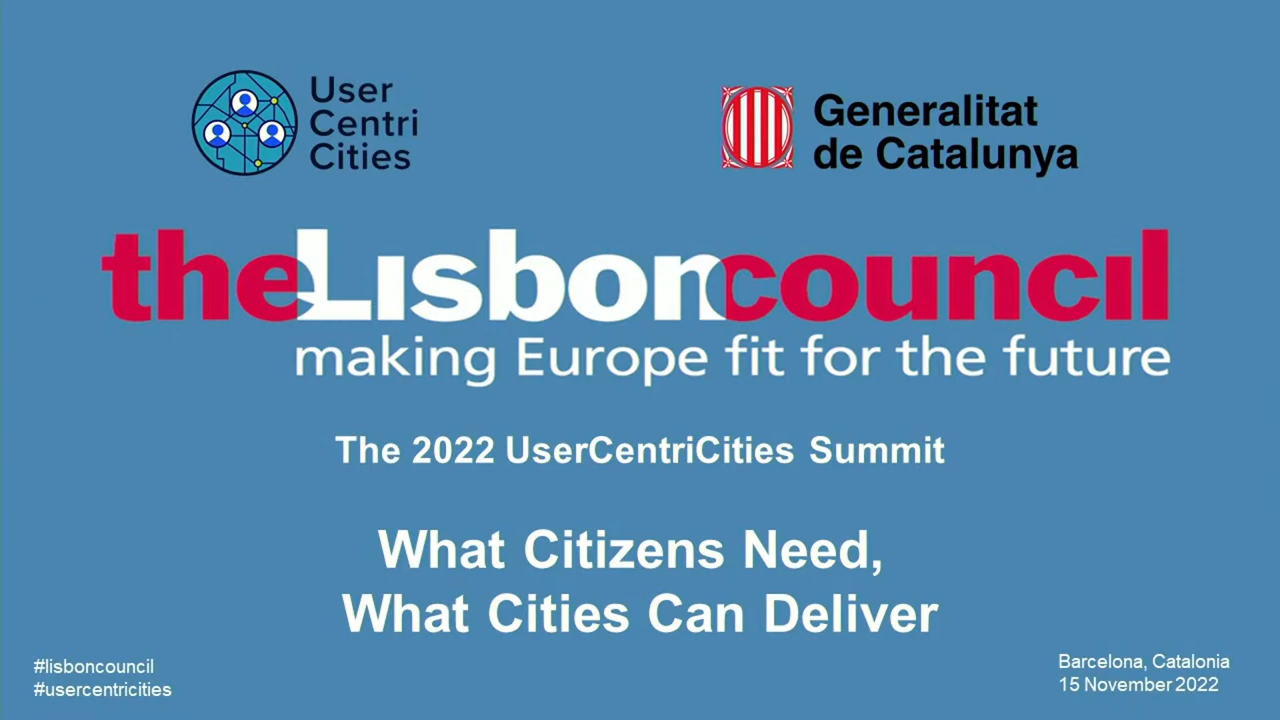 User
Centri
Cities
Generalitat
de Catalunya
theLisboncouncil
making Europe fit for the future
The 2022 UserCentriCities Summit
What Citizens Need,
What Cities Can Deliver
#lisboncouncil
#usercentricities
Barcelona, Catalonia
15 November 2022